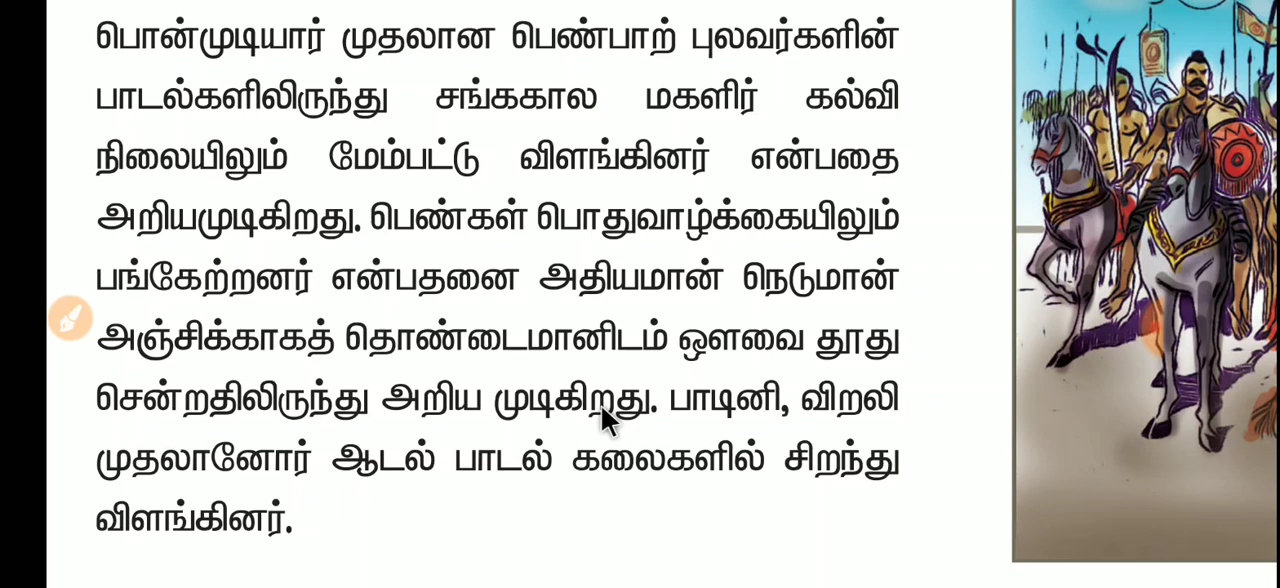 பொன்முடியார் முதலான பெண்பாற் புலவர்களின்
பாடல்களிலிருந்து சங்ககால மகளிர் கல்வி
நிலையிலும் மேம்பட்டு விளங்கினர் என்பதை
அறியமுடிகிறது. பெண்கள் பொதுவாழ்க்கையிலும்
பங்கேற்றனர் என்பதனை அதியமான் நெடுமான்
அஞ்சிக்காகத் தொண்டைமானிடம் ஔவை தூது
சென்றதிலிருந்து அறிய முடிகிறது. பாடினி, விறலி
முதலானோர் ஆடல் பாடல் கலைகளில் சிறந்து
விளங்கினர்.